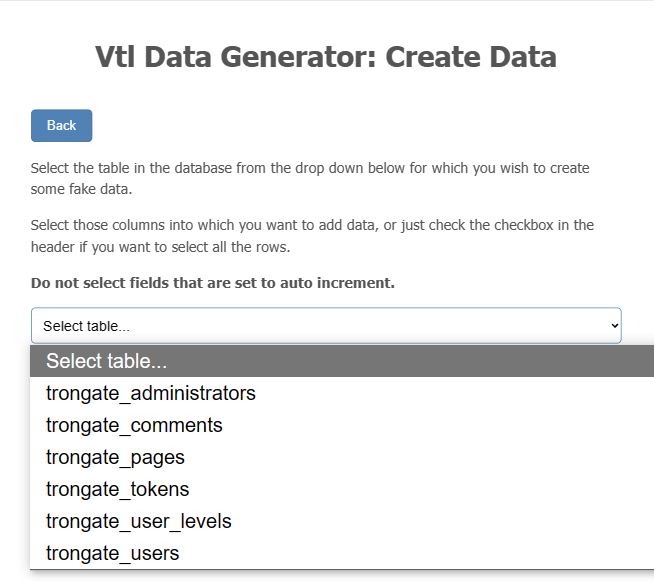 Vtl Data Generator: Create Data
Back
Select the table in the database from the drop down below for which you wish to create
some fake data.
Select those columns into which you want to add data, or just check the checkbox in the
header if you want to select all the rows.
Do not select fields that are set to auto increment.
Select table...
Select table...
trongate_administrators
trongate_comments
trongate_pages
trongate_tokens
trongate_user_levels
trongate_users